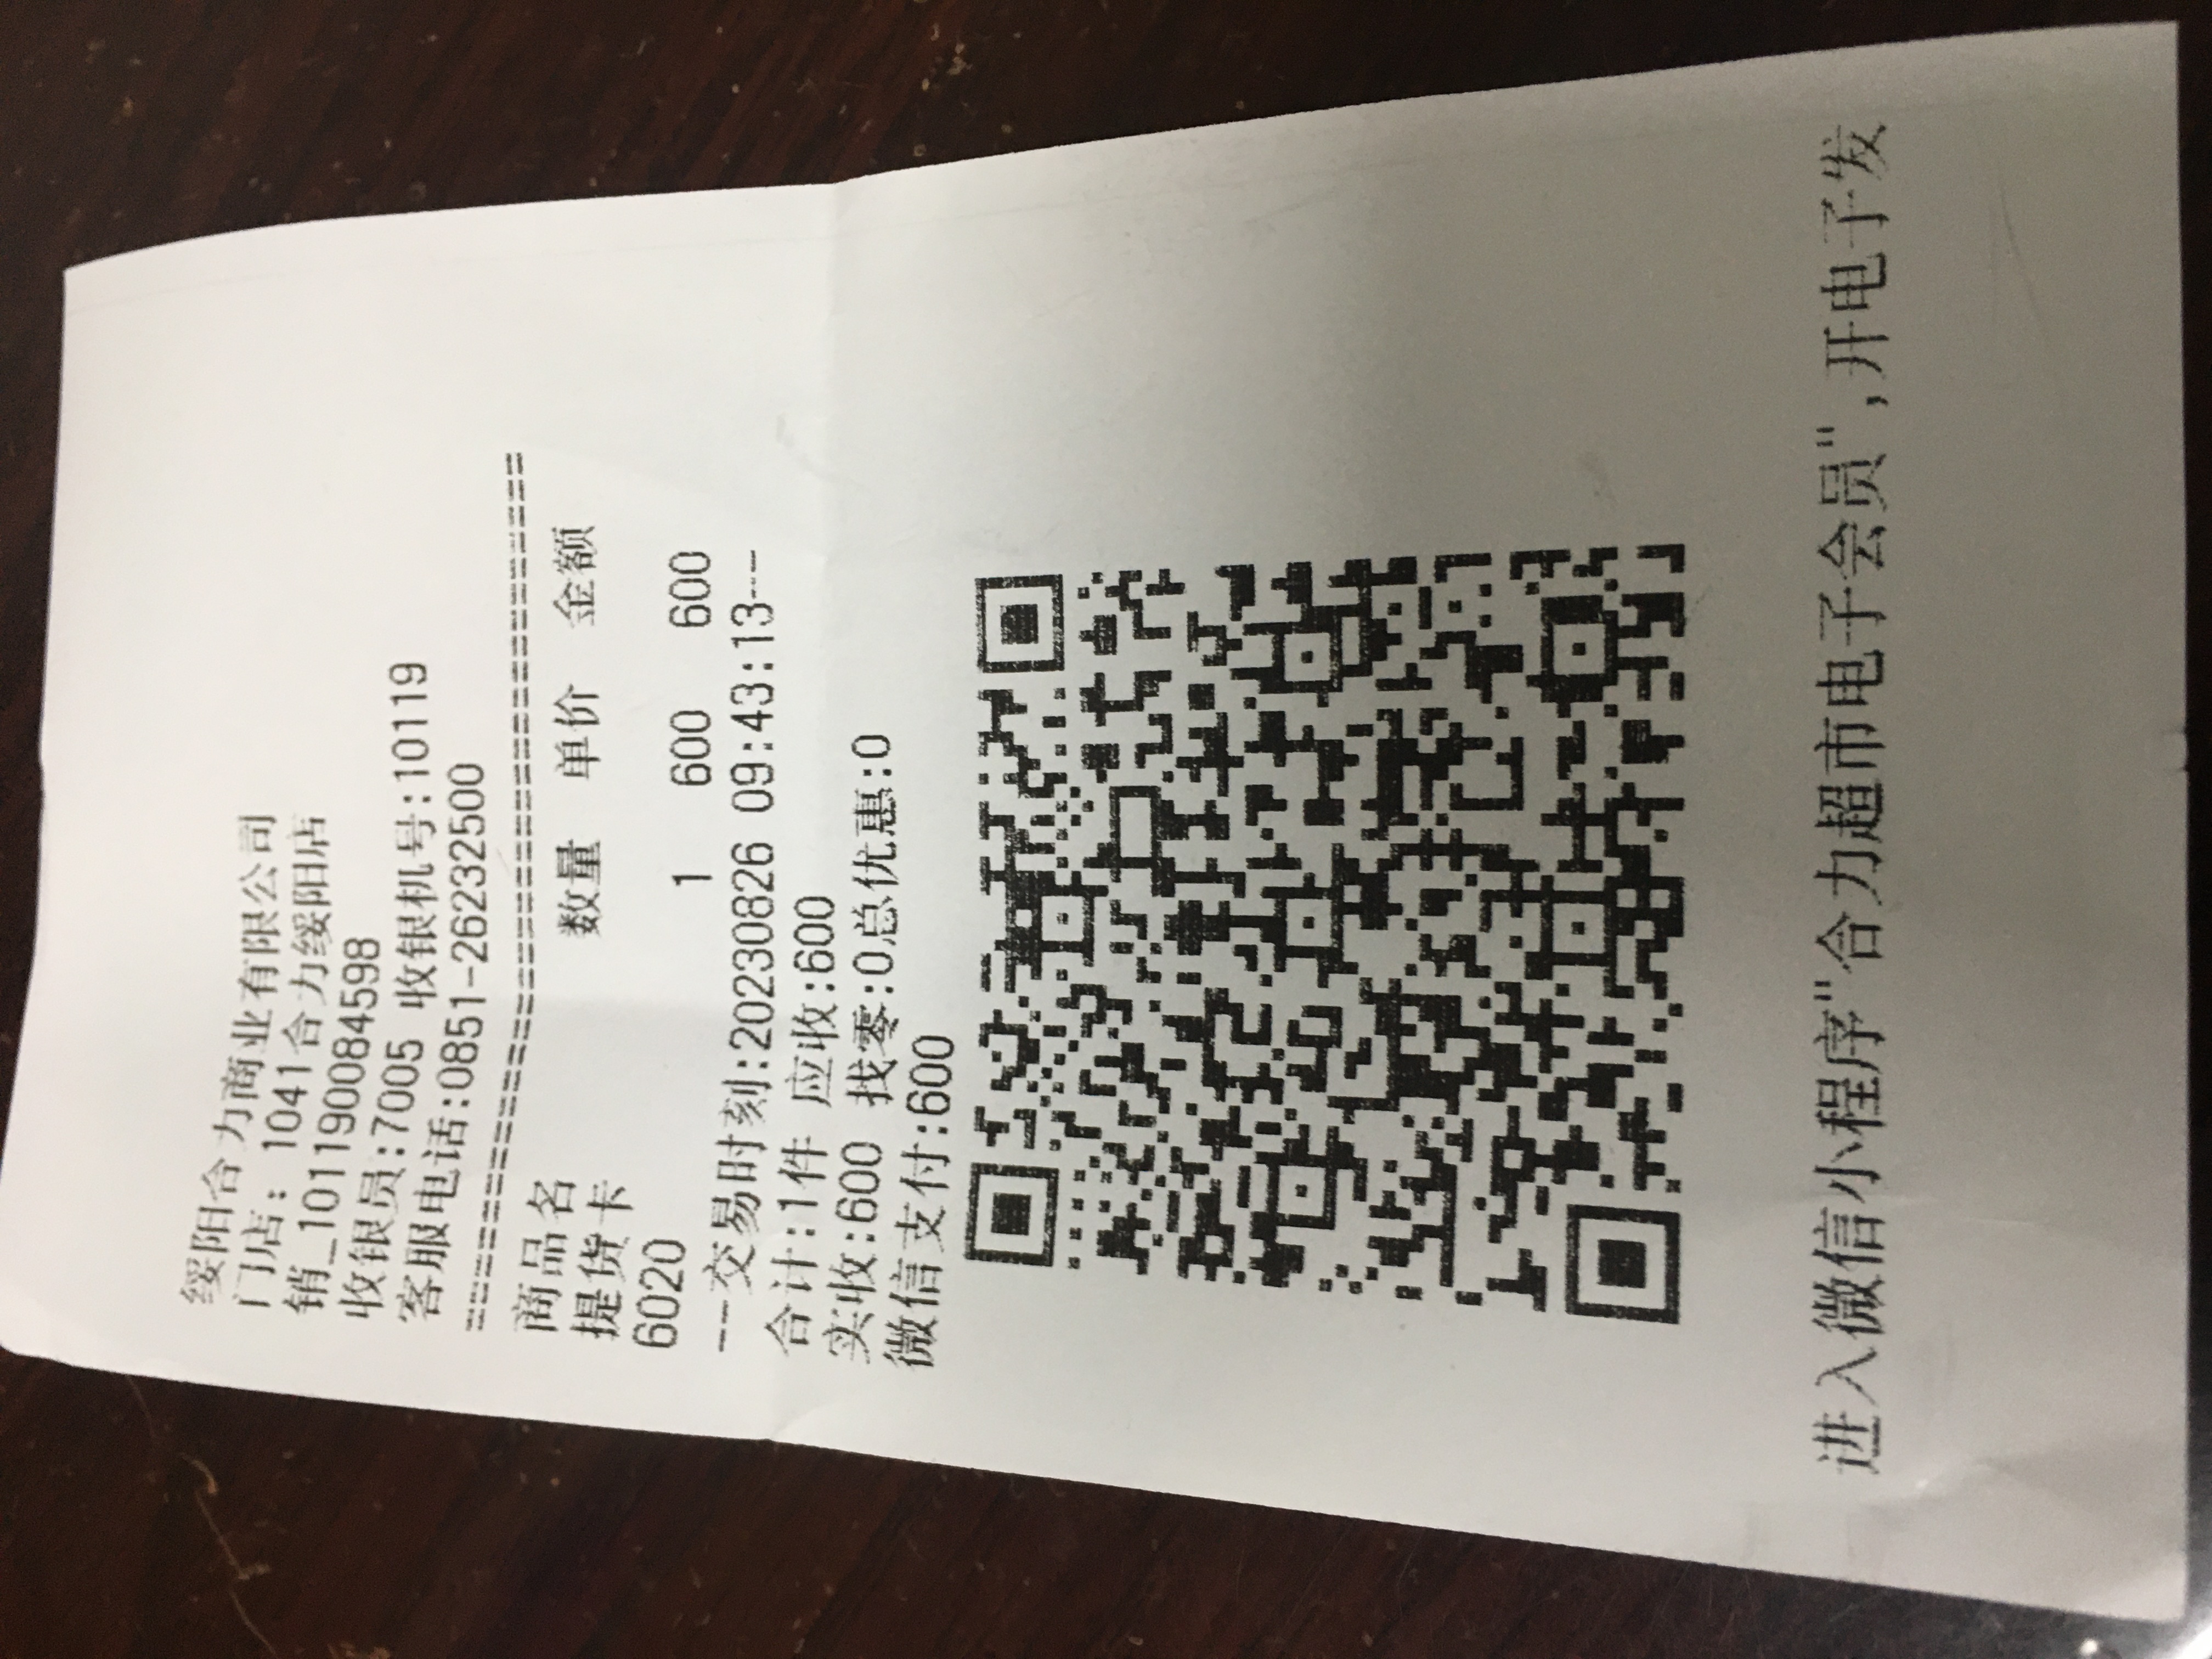 绥阳合力商业有限公司
门店: 1041合力绥阳店
销_101190084598
收银员:7005 收银机号:10119
客服电话:0851-26232500
========================================
商品名 数量 单价 金额
提货卡
6020 1 600 600
--交易时刻:20230826 09:43:13---
合计:1件 应收:600
实收:600 找零:0总优惠:0
微信支付:600
进入微信小程序"合力超市电子会员",开电子发